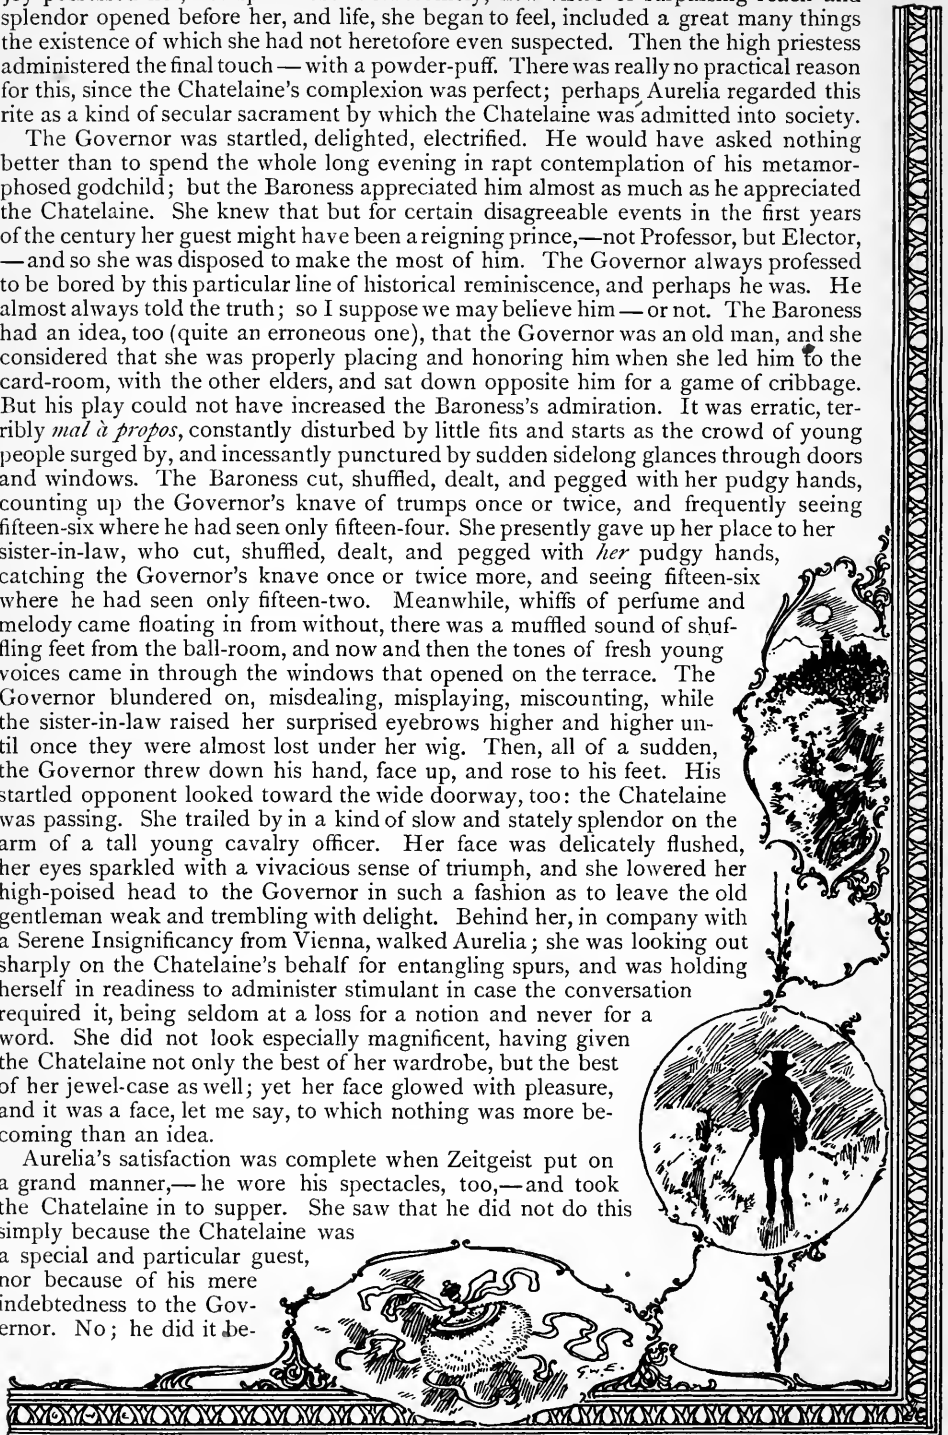 splendor opened before her, and life, she began to feel, included a great many things
the existence of which she had not heretofore even suspected. Then the high priestess
administered the final touch — with a powder-puff. There was really no practical reason
for this, since the Chatelaine's complexion was perfect; perhaps Aurelia regarded this
rite as a kind of secular sacrament by which the Chatelaine was admitted into society.
The Governor was startled, delighted, electrified. He would have asked nothing
better than to spend the whole long evening in rapt contemplation of his metamor-
phosed godchild; but the Baroness appreciated him almost as much as he appreciated
the Chatelaine. She knew that but for certain disagreeable events in the first years
of the century her guest might have been a reigning prince,—not Professor, but Elector,
—and so she was disposed to make the most of him. The Governor always professed
to be bored by this particular line of historical reminiscence, and perhaps he was. He
almost always told the truth; so I suppose we may believe him — or not. The Baroness
had an idea, too (quite an erroneous one), that the Governor was an old man, and she
considered that she was properly placing and honoring him when she led him to the
card-room, with the other elders, and sat down opposite him for a game of cribbage.
But his play could not have increased the Baroness's admiration. It was erratic, ter-
ribly mal à propos, constantly disturbed by little fits and starts as the crowd of young
people surged by, and incessantly punctured by sudden sidelong glances through doors
and windows. The Baroness cut, shuffled, dealt, and pegged with her pudgy hands,
counting up the Governor's knave of trumps once or twice, and frequently seeing
fifteen-six where he had seen only fifteen-four. She presently gave up her place to her
sister-in-law, who cut, shuffled, dealt, and pegged with her pudgy hands,
catching the Governor's knave once or twice more, and seeing fifteen-six
where he had seen only fifteen-two. Meanwhile, whiffs of perfume and
melody came floating in from without, there was a muffled sound of shuf-
fling feet from the ball-room, and now and then the tones of fresh young
voices came in through the windows that opened on the terrace. The
Governor blundered on, misdealing, misplaying, miscounting, while
the sister-in-law raised her surprised eyebrows higher and higher un-
til once they were almost lost under her wig. Then, all of a sudden,
the Governor threw down his hand, face up, and rose to his feet. His
startled opponent looked toward the wide doorway, too: the Chatelaine
was passing. She trailed by in a kind of slow and stately splendor on the
arm of a tall young cavalry officer. Her face was delicately flushed,
her eyes sparkled with a vivacious sense of triumph, and she lowered her
high-poised head to the Governor in such a fashion as to leave the old
gentleman weak and trembling with delight. Behind her, in company with
a Serene Insignificancy from Vienna, walked Aurelia; she was looking out
sharply on the Chatelaine's behalf for entangling spurs, and was holding
herself in readiness to administer stimulant in case the conversation
required it, being seldom at a loss for a notion and never for a
word. She did not look especially magnificent, having given
the Chatelaine not only the best of her wardrobe, but the best
of her jewel-case as well; yet her face glowed with pleasure,
and it was a face, let me say, to which nothing was more be-
coming than an idea.
Aurelia's satisfaction was complete when Zeitgeist put on
a grand manner,— he wore his spectacles, too,—and took
the Chatelaine in to supper. She saw that he did not do this
simply because the Chatelaine was
a special and particular guest,
nor because of his mere
indebtedness to the Gov-
ernor. No; he did it be-